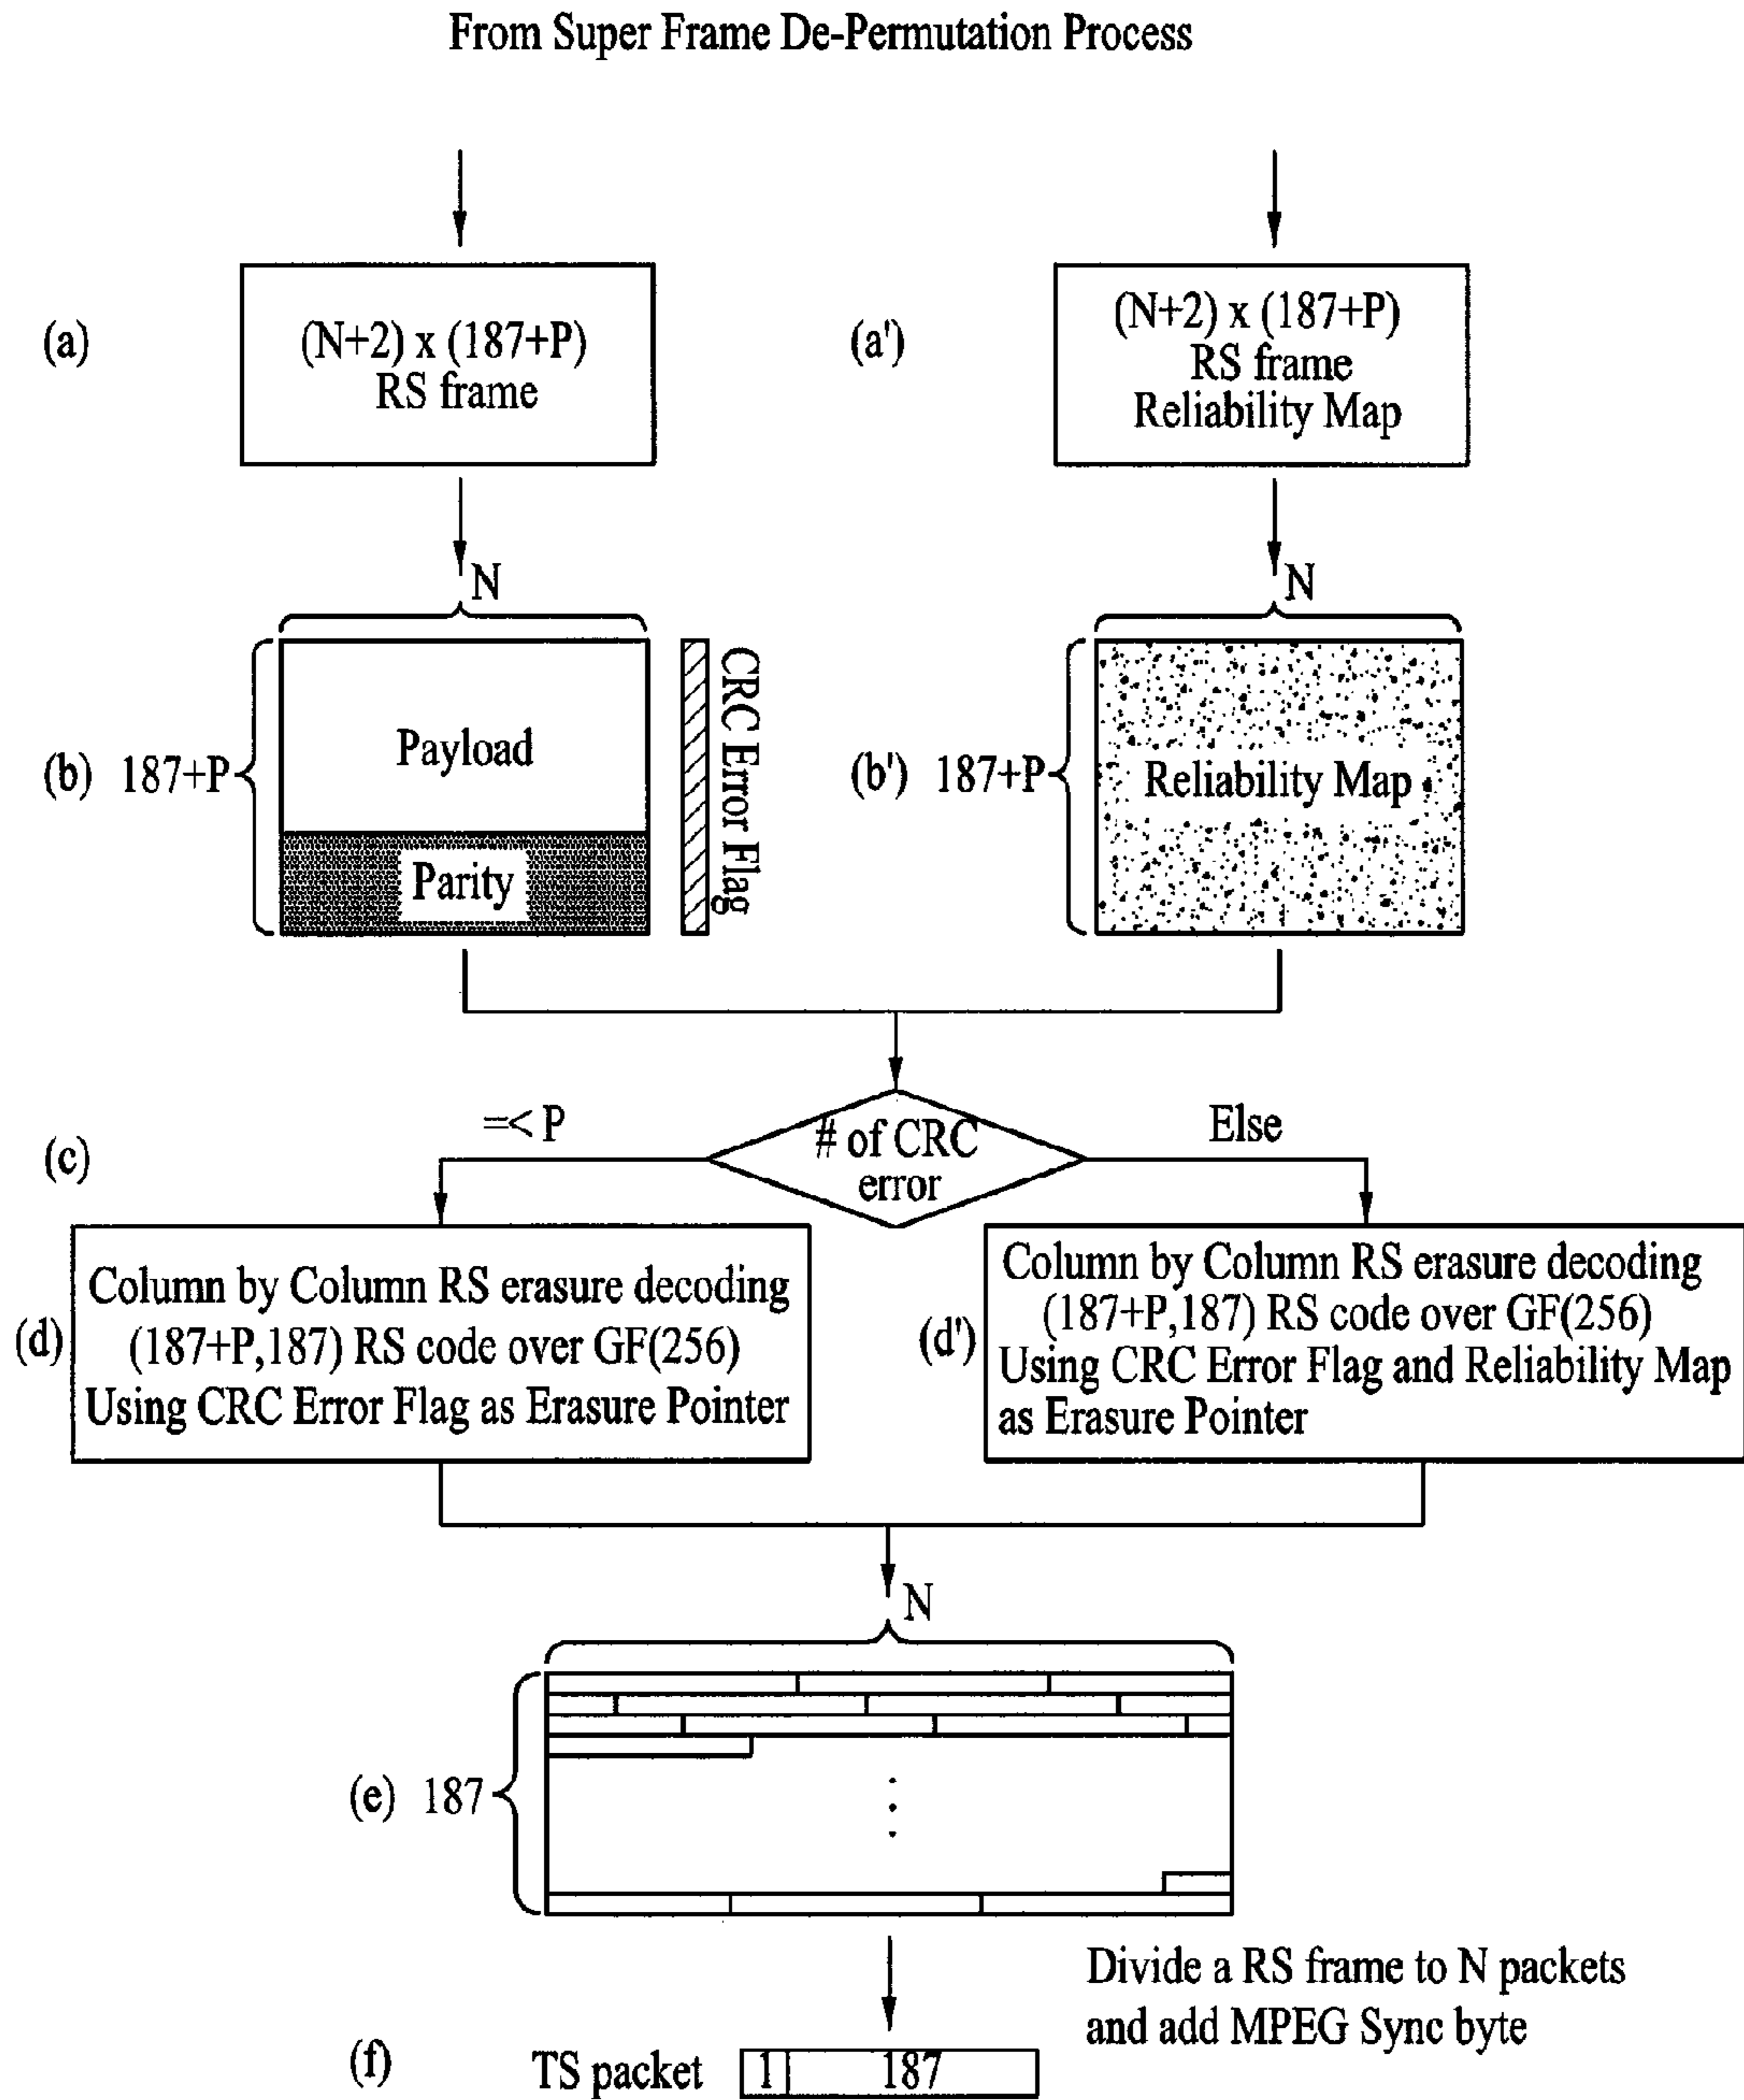 From Super Frame De-Permutation Process
(a)
(N+2) x (187+P)
RS frame
(a')
(N+2) x (187+P)
RS frame
Reliability Map
N
N
(b) 187+P
Payload
Parity
CRC Error Flag
(b') 187+P
Reliability Map
=< P
# of CRC
error
Else
(c)
(d)
Column by Column RS erasure decoding
(187+P,187) RS code over GF(256)
Using CRC Error Flag as Erasure Pointer
(d')
Column by Column RS erasure decoding
(187+P,187) RS code over GF(256)
Using CRC Error Flag and Reliability Map
as Erasure Pointer
N
(e) 187
Divide a RS frame to N packets
and add MPEG Sync byte
(f)
TS packet
1
187